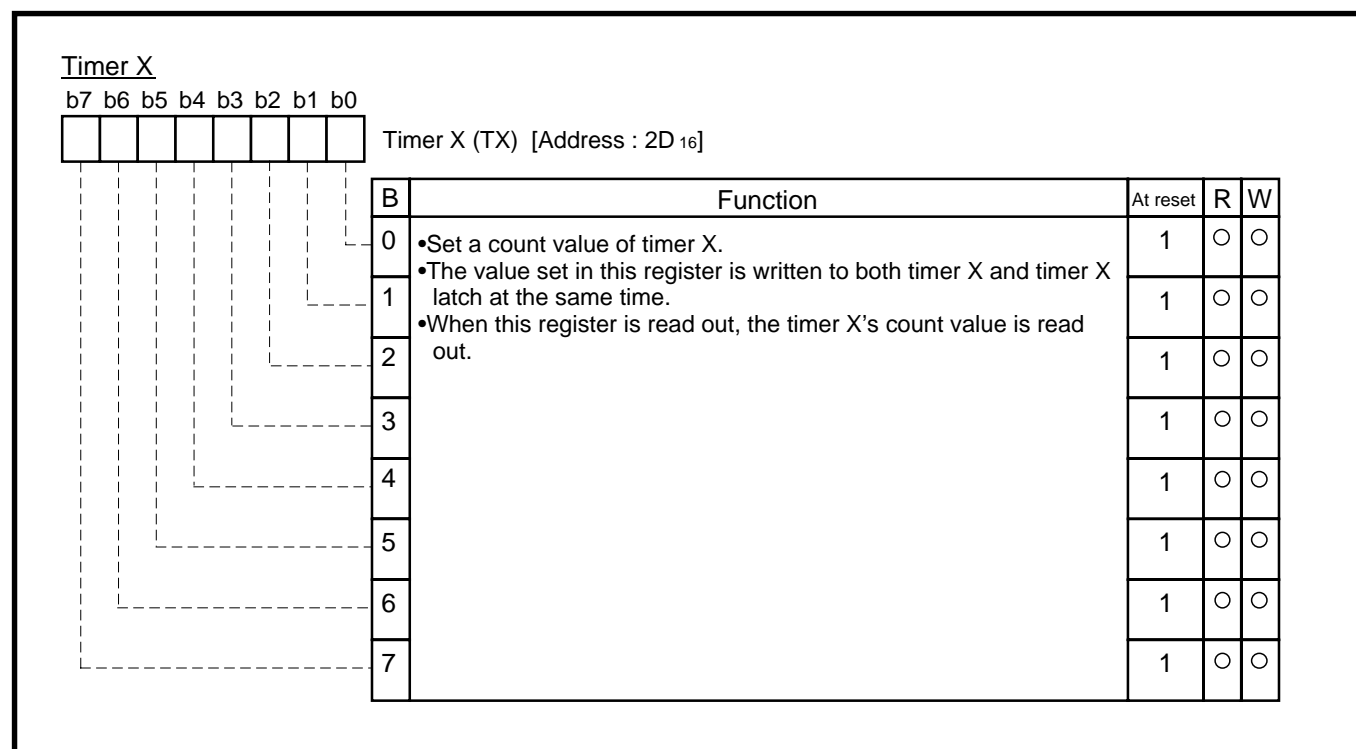 Timer X
b7 b6 b5 b4 b3 b2 b1 b0
Timer X (TX) [Address : 2D 16]
B Function At reset R W
0 •Set a count value of timer X. 1 ○ ○
•The value set in this register is written to both timer X and timer X
1 latch at the same time. 1 ○ ○
•When this register is read out, the timer X’s count value is read
2 out. 1 ○ ○
3 1 ○ ○
4 1 ○ ○
5 1 ○ ○
6 1 ○ ○
7 1 ○ ○